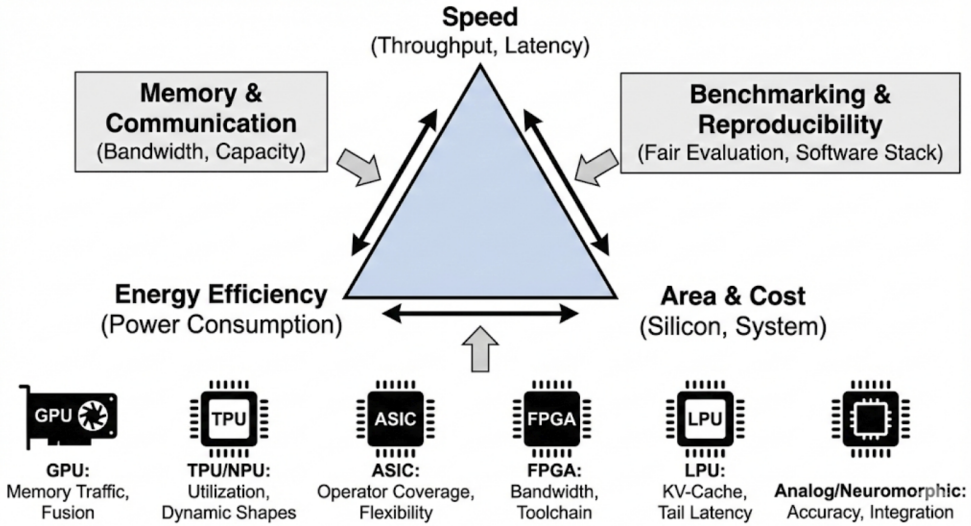 Speed
(Throughput, Latency)
Memory &
Communication
(Bandwidth, Capacity)
Benchmarking &
Reproducibility
(Fair Evaluation, Software Stack)
Energy Efficiency
(Power Consumption)
Area & Cost
(Silicon, System)
GPU
TPU
ASIC
FPGA
LPU
GPU:
Memory Traffic,
Fusion
TPU/NPU:
Utilization,
Dynamic Shapes
ASIC:
Operator Coverage,
Flexibility
FPGA:
Bandwidth,
Toolchain
LPU:
KV-Cache,
Tail Latency
Analog/Neuromorphic:
Accuracy, Integration